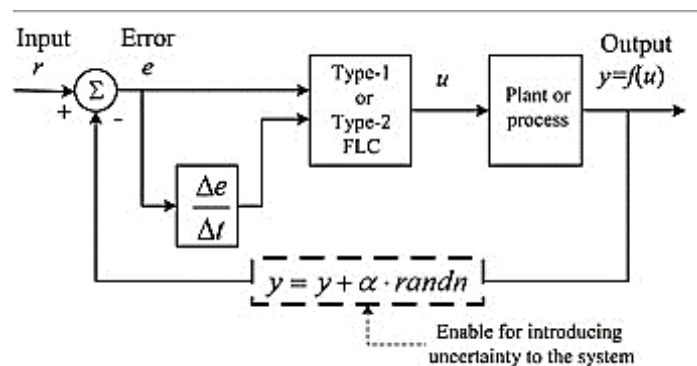 Input
r
Error
e
+
Σ
-
Δe
Δt
Type-1
or
Type-2
FLC
u
Plant or
process
Output
y=f(u)
y = y + α · randn
Enable for introducing
uncertainty to the system